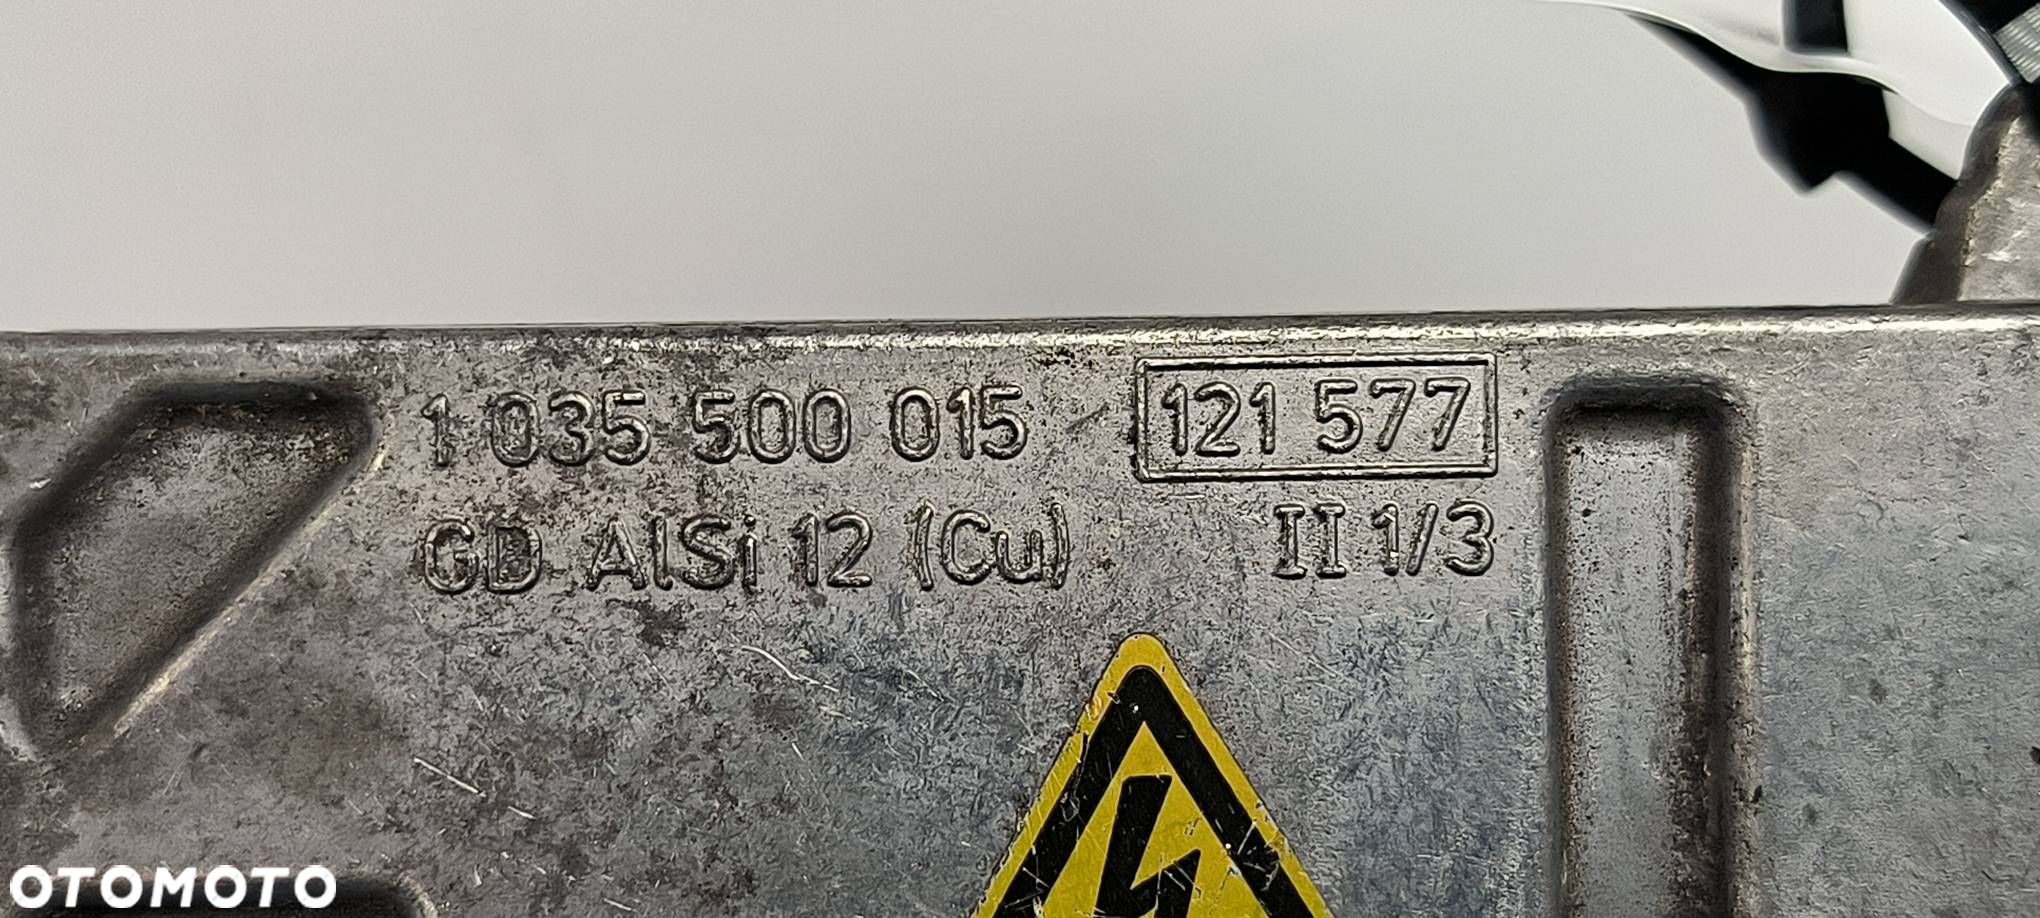 1 035 500 015 121 577
GD AlSi 12 (Cu) II 1/3
OTOMOTO